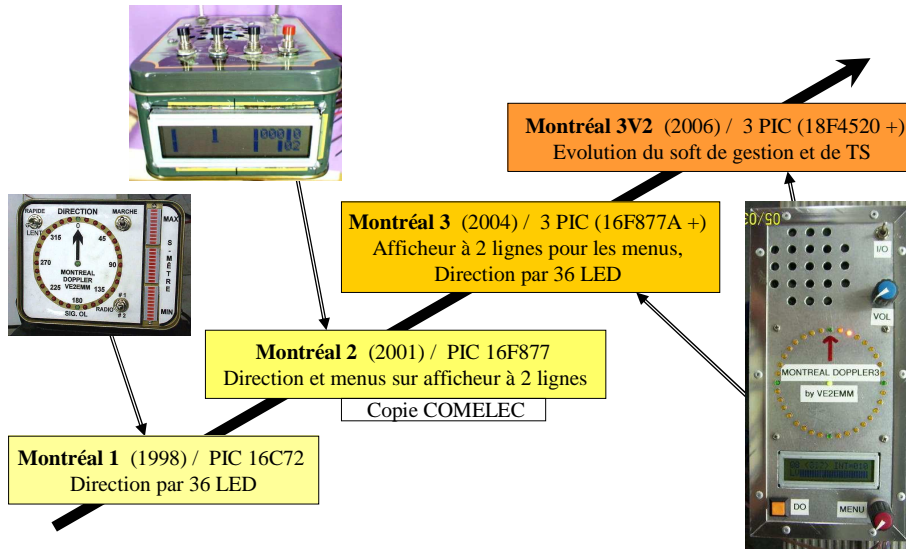 00010
02
Montréal 3V2 (2006) / 3 PIC (18F4520 +)
Evolution du soft de gestion et de TS
RAPIDE
DIRECTION
MARCHE
LENT
0
315
45
270
90
225
135
180
MONTREAL
DOPPLER
VE2EMM
SIG. OL
RADIO
# 1
# 2
MAX
S-MÈTRE
MIN
Montréal 3 (2004) / 3 PIC (16F877A +)
Afficheur à 2 lignes pour les menus,
Direction par 36 LED
I/O
VOL
MONTREAL DOPPLER3
by VE2EMM
DO
MENU
Montréal 2 (2001) / PIC 16F877
Direction et menus sur afficheur à 2 lignes
Copie COMELEC
Montréal 1 (1998) / PIC 16C72
Direction par 36 LED